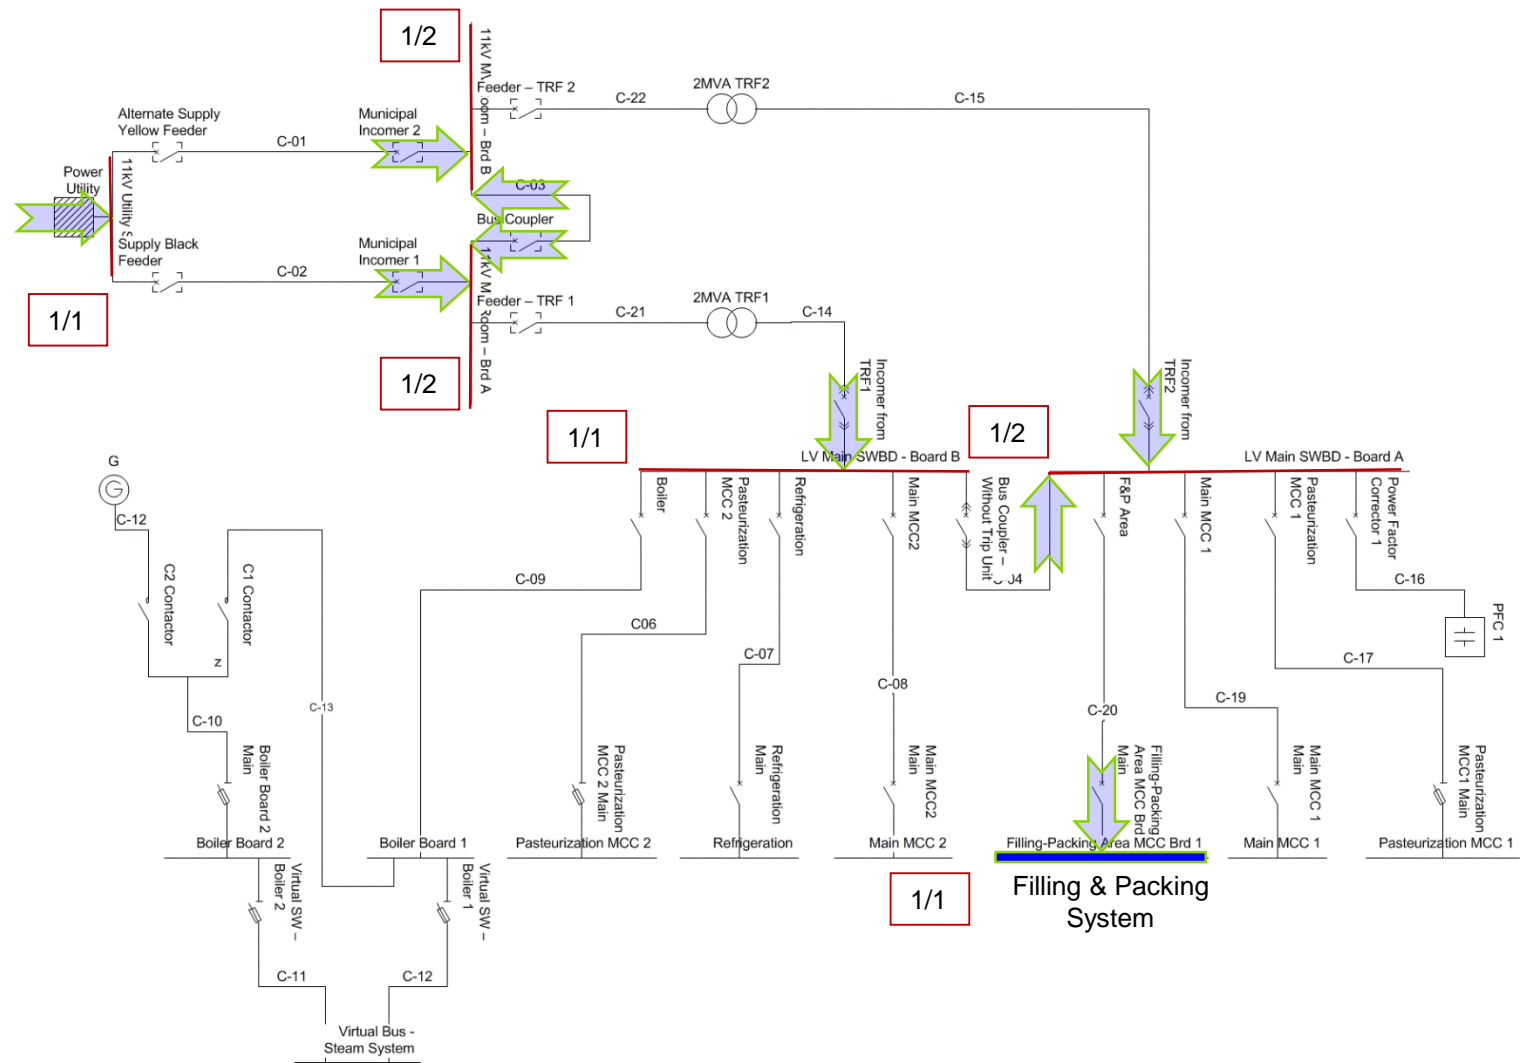 1/2
11kV M
oom – Brd B
Feeder – TRF 2
C-22
2MVA TRF2
C-15
Alternate Supply
Yellow Feeder
C-01
Municipal
Incomer 2
Power
Utility
11kV Utility S
C-03
Bus Coupler
Supply Black
Feeder
C-02
Municipal
Incomer 1
1/1
11kV M
Room – Brd A
Feeder – TRF 1
C-21
2MVA TRF1
C-14
1/2
Incomer from
TRF1
Incomer from
TRF2
1/1
1/2
LV Main SWBD - Board B
LV Main SWBD - Board A
G
C-12
C2 Contactor
C1 Contactor
z
Boiler
Pasteurization
MCC 2
Refrigeration
Main MCC2
Bus Coupler –
Without Trip Unit
F&P Area
Main MCC 1
Pasteurization
MCC 1
Power Factor
Corrector 1
C-09
C-04
C-16
PFC 1
C06
C-07
C-08
C-17
C-19
C-20
C-10
C-13
Boiler Board 2
Main
Pasteurization
MCC 2 Main
Refrigeration
Main
Main MCC2
Main
Filling-Packing
Area MCC Brd
Main
Main MCC 1
Main
Pasteurization
MCC1 Main
Boiler Board 2
Boiler Board 1
Pasteurization MCC 2
Refrigeration
Main MCC 2
Filling-Packing Area MCC Brd 1
Main MCC 1
Pasteurization MCC 1
Virtual SW –
Boiler 2
Virtual SW –
Boiler 1
1/1
Filling & Packing
System
C-11
C-12
Virtual Bus -
Steam System